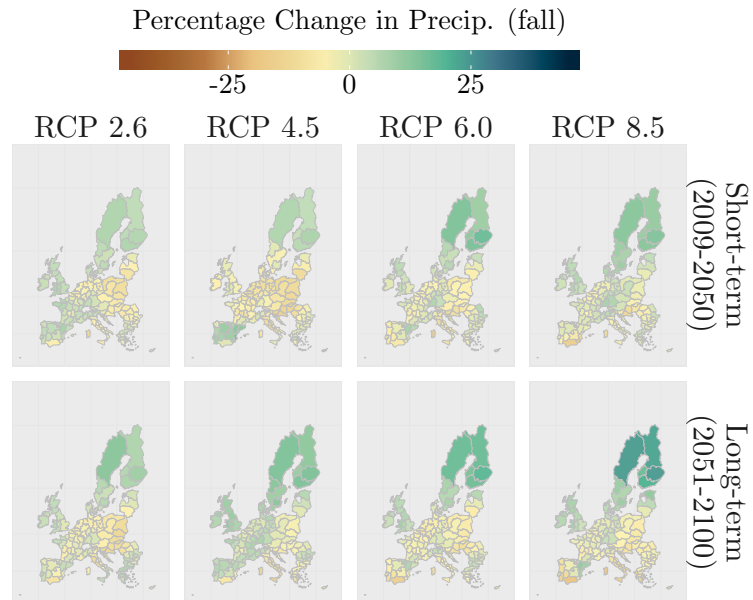 Percentage Change in Precip. (fall)
-25 0 25
RCP 2.6 RCP 4.5 RCP 6.0 RCP 8.5
Short-term
(2009-2050)
Long-term
(2051-2100)